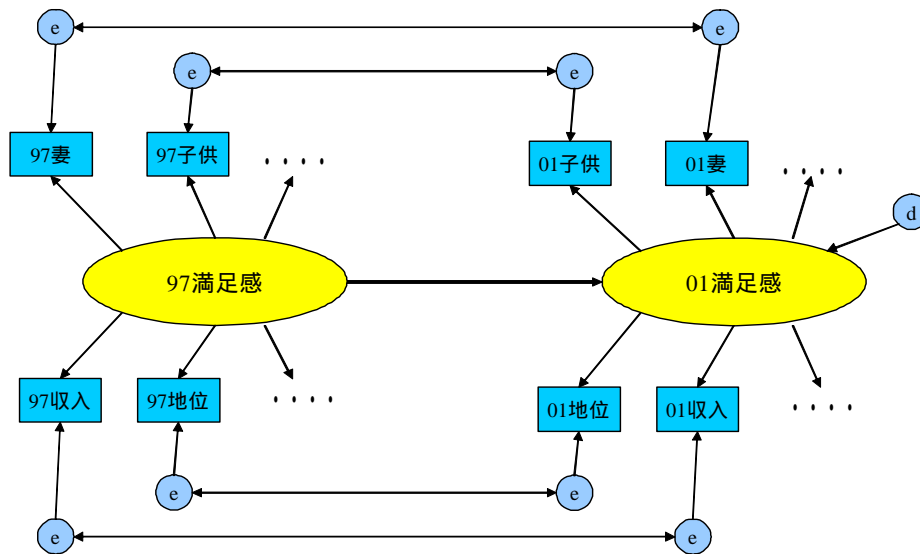 e
e
e
e
97妻
97子供
・・・・
01子供
01妻
・・・・
d
97満足感
01満足感
97収入
97地位
・・・・
01地位
01収入
・・・・
e
e
e
e